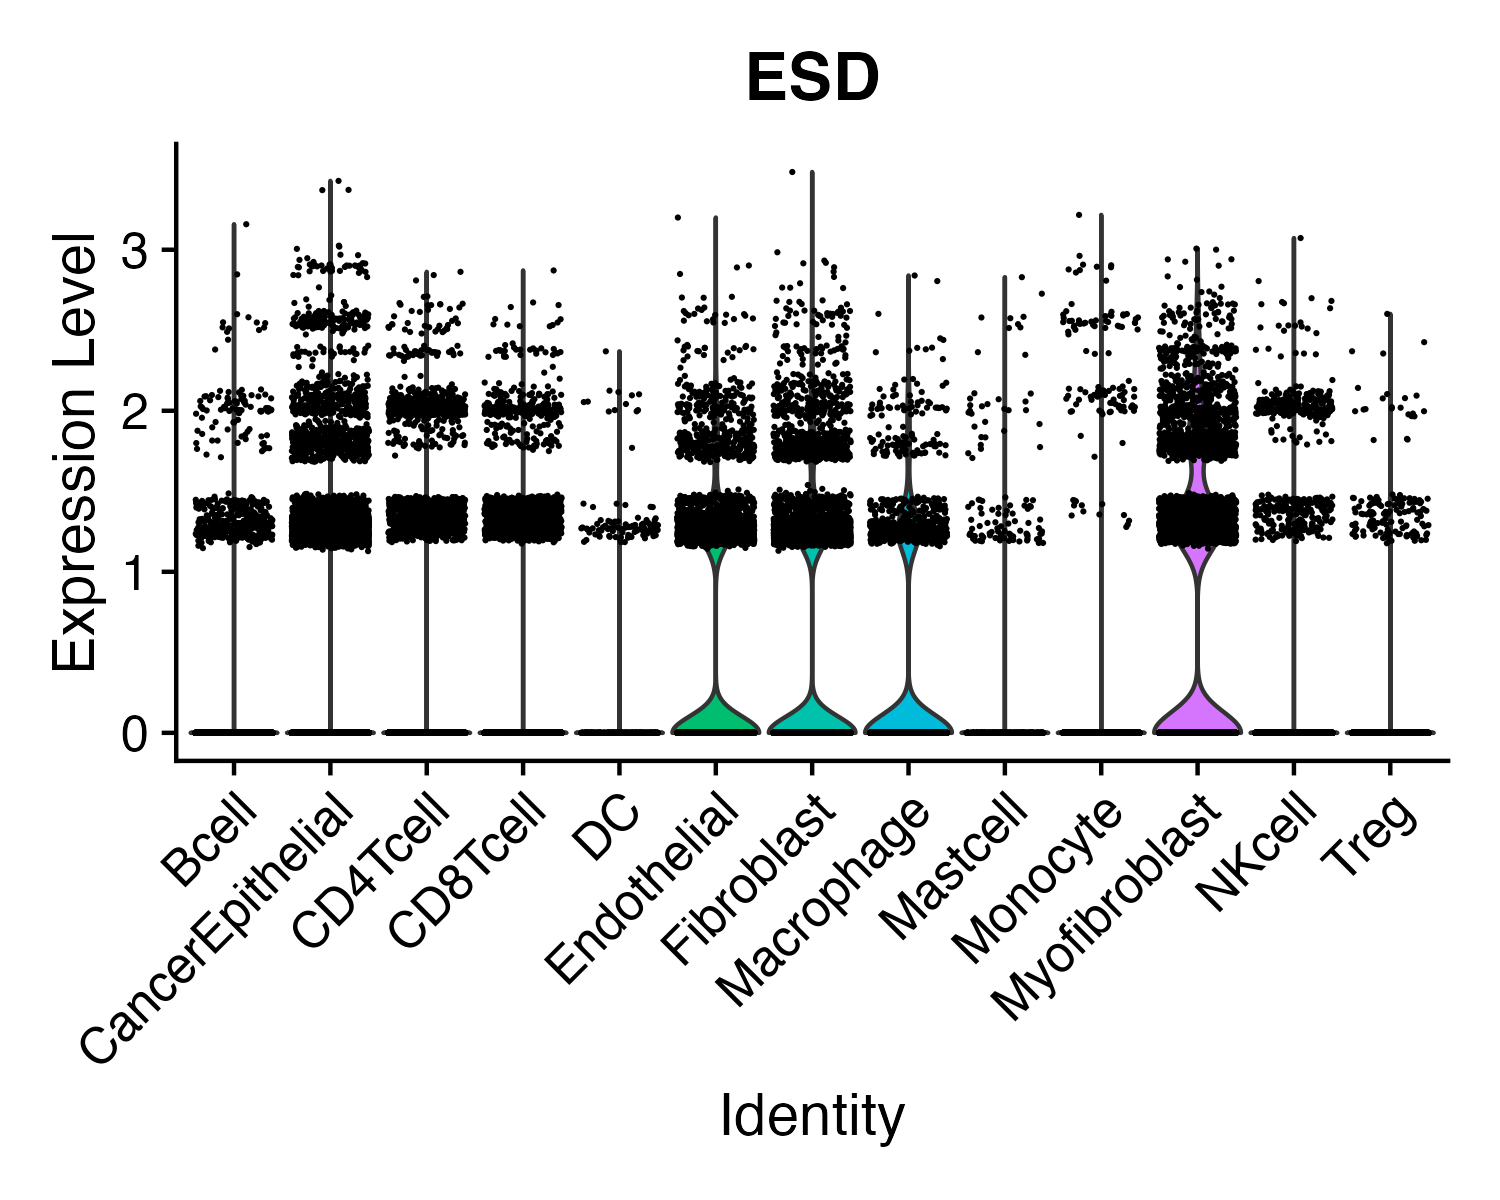 ESD
Expression Level
3
2
1
0
Bcell
CancerEpithelial
CD4Tcell
CD8Tcell
DC
Endothelial
Fibroblast
Macrophage
Mastcell
Monocyte
Myofibroblast
NKcell
Treg
Identity